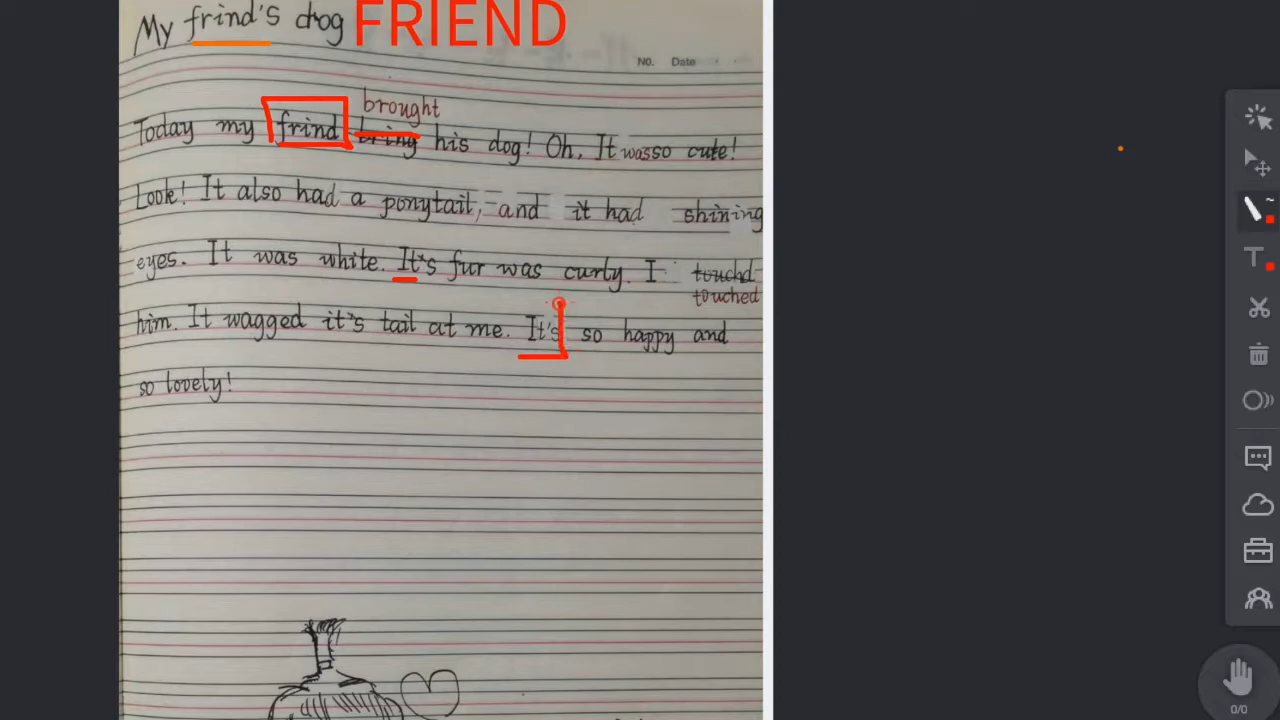 My frind's dog FRIEND
No. Date
brought
Today my frind bring his dog! Oh, It was so cute!
Look! It also had a ponytail, and it had shining
eyes. It was white. It's fur was curly. I touchd
touched
him. It wagged it's tail at me. It's so happy and
so lovely!
0/0